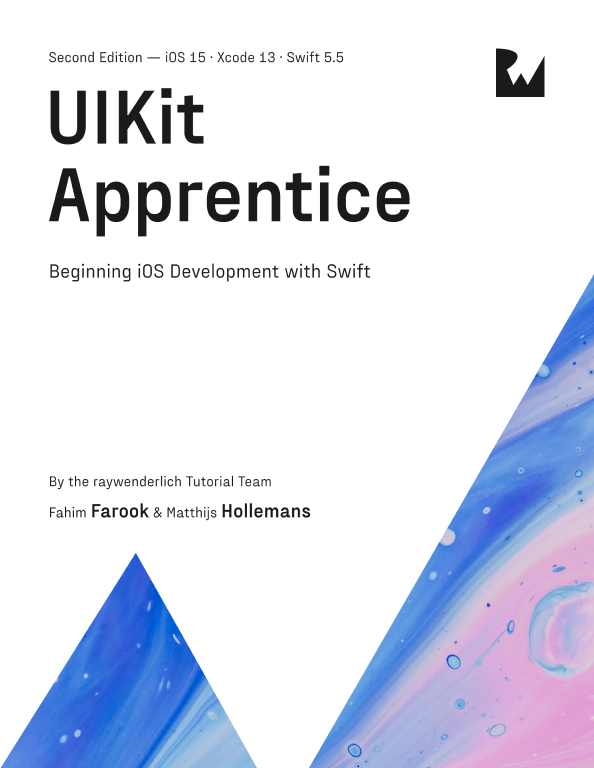 Second Edition — iOS 15 · Xcode 13 · Swift 5.5
UIKit
Apprentice
Beginning iOS Development with Swift
By the raywenderlich Tutorial Team
Fahim Farook & Matthijs Hollemans